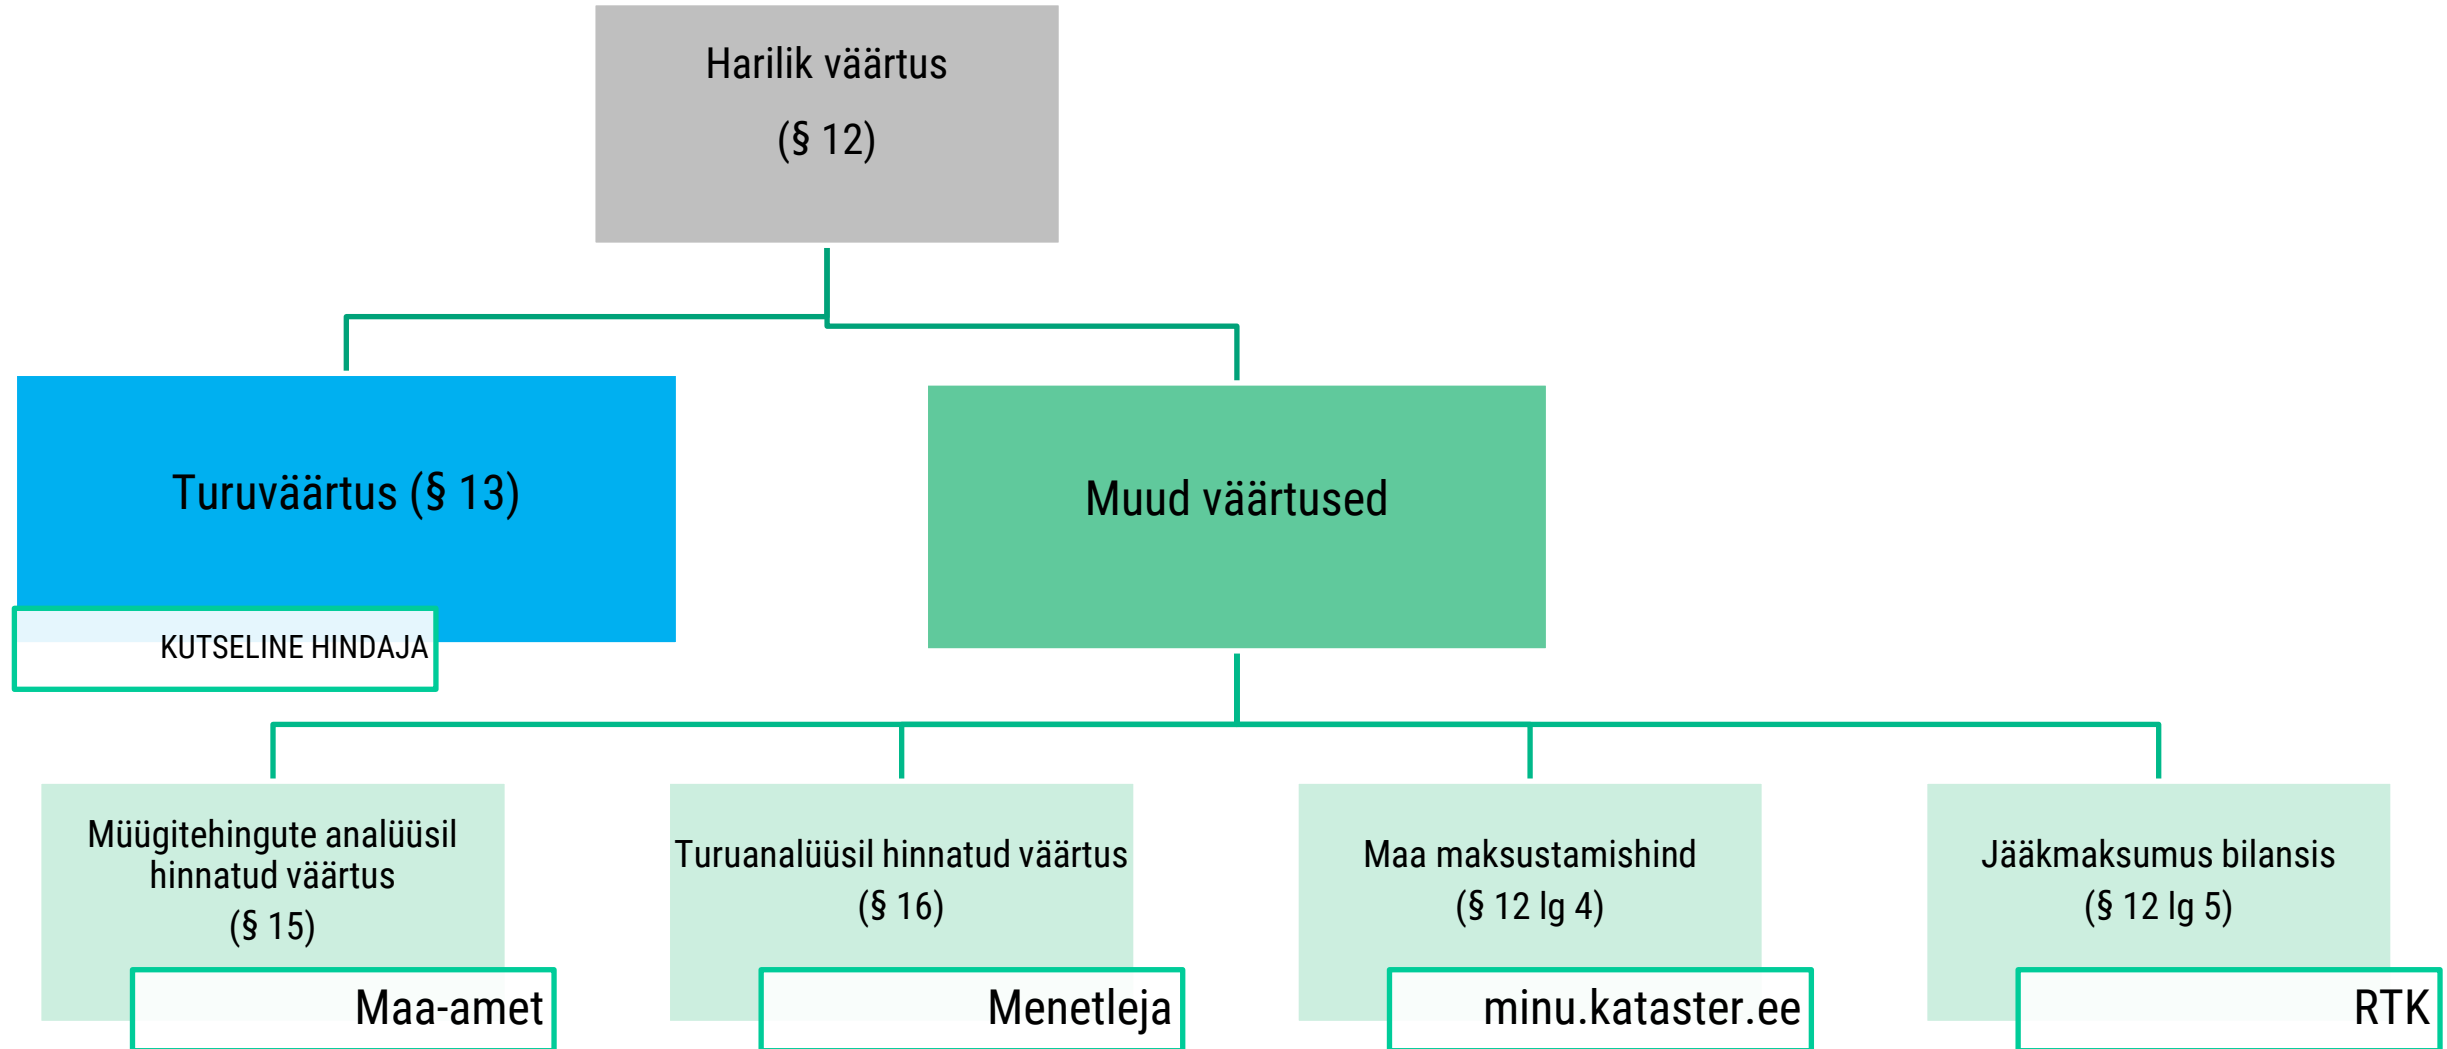 Harilik väärtus
(§ 12)
Turuväärtus (§ 13)
KUTSELINE HINDAJA
Muud väärtused
Müügitehingute analüüsil
hinnatud väärtus
(§ 15)
Maa-amet
Turuanalüüsil hinnatud väärtus
(§ 16)
Menetleja
Maa maksustamishind
(§ 12 lg 4)
minu.kataster.ee
Jääkmaksumus bilansis
(§ 12 lg 5)
RTK